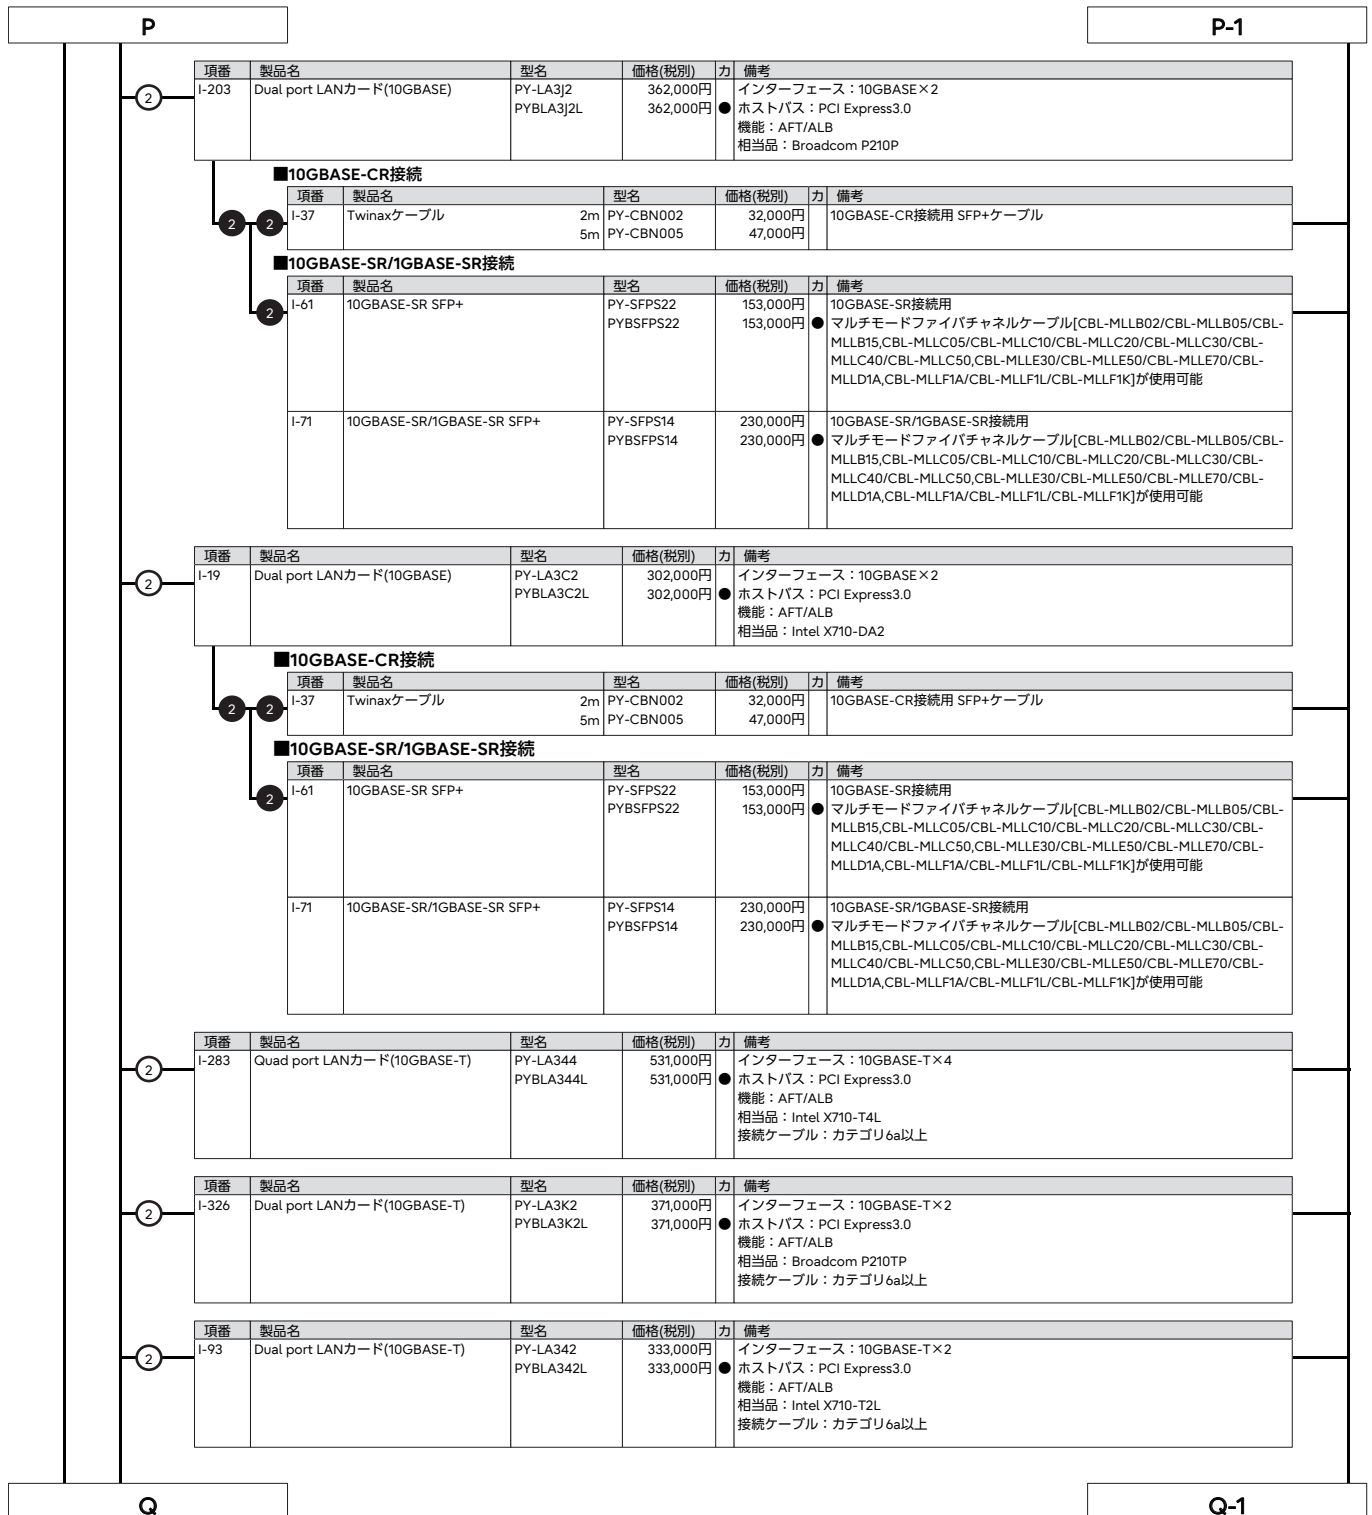 P
P-1
項番 製品名 型名 価格(税別) カ 備考
② I-203 Dual port LANカード(10GBASE) PY-LA3J2 362,000円 インターフェース：10GBASE×2
PYBLA3J2L 362,000円 ● ホストバス：PCI Express3.0
機能：AFT/ALB
相当品：Broadcom P210P
■10GBASE-CR接続
項番 製品名 型名 価格(税別) カ 備考
2 2 I-37 Twinaxケーブル 2m PY-CBN002 32,000円 10GBASE-CR接続用 SFP+ケーブル
5m PY-CBN005 47,000円
■10GBASE-SR/1GBASE-SR接続
項番 製品名 型名 価格(税別) カ 備考
2 I-61 10GBASE-SR SFP+ PY-SFPS22 153,000円 10GBASE-SR接続用
PYBSFPS22 153,000円 ● マルチモードファイバチャネルケーブル[CBL-MLLB02/CBL-MLLB05/CBL-
MLLB15,CBL-MLLC05/CBL-MLLC10/CBL-MLLC20/CBL-MLLC30/CBL-
MLLC40/CBL-MLLC50,CBL-MLLE30/CBL-MLLE50/CBL-MLLE70/CBL-
MLLD1A,CBL-MLLF1A/CBL-MLLF1L/CBL-MLLF1K]が使用可能
I-71 10GBASE-SR/1GBASE-SR SFP+ PY-SFPS14 230,000円 10GBASE-SR/1GBASE-SR接続用
PYBSFPS14 230,000円 ● マルチモードファイバチャネルケーブル[CBL-MLLB02/CBL-MLLB05/CBL-
MLLB15,CBL-MLLC05/CBL-MLLC10/CBL-MLLC20/CBL-MLLC30/CBL-
MLLC40/CBL-MLLC50,CBL-MLLE30/CBL-MLLE50/CBL-MLLE70/CBL-
MLLD1A,CBL-MLLF1A/CBL-MLLF1L/CBL-MLLF1K]が使用可能
項番 製品名 型名 価格(税別) カ 備考
② I-19 Dual port LANカード(10GBASE) PY-LA3C2 302,000円 インターフェース：10GBASE×2
PYBLA3C2L 302,000円 ● ホストバス：PCI Express3.0
機能：AFT/ALB
相当品：Intel X710-DA2
■10GBASE-CR接続
項番 製品名 型名 価格(税別) カ 備考
2 2 I-37 Twinaxケーブル 2m PY-CBN002 32,000円 10GBASE-CR接続用 SFP+ケーブル
5m PY-CBN005 47,000円
■10GBASE-SR/1GBASE-SR接続
項番 製品名 型名 価格(税別) カ 備考
2 I-61 10GBASE-SR SFP+ PY-SFPS22 153,000円 10GBASE-SR接続用
PYBSFPS22 153,000円 ● マルチモードファイバチャネルケーブル[CBL-MLLB02/CBL-MLLB05/CBL-
MLLB15,CBL-MLLC05/CBL-MLLC10/CBL-MLLC20/CBL-MLLC30/CBL-
MLLC40/CBL-MLLC50,CBL-MLLE30/CBL-MLLE50/CBL-MLLE70/CBL-
MLLD1A,CBL-MLLF1A/CBL-MLLF1L/CBL-MLLF1K]が使用可能
I-71 10GBASE-SR/1GBASE-SR SFP+ PY-SFPS14 230,000円 10GBASE-SR/1GBASE-SR接続用
PYBSFPS14 230,000円 ● マルチモードファイバチャネルケーブル[CBL-MLLB02/CBL-MLLB05/CBL-
MLLB15,CBL-MLLC05/CBL-MLLC10/CBL-MLLC20/CBL-MLLC30/CBL-
MLLC40/CBL-MLLC50,CBL-MLLE30/CBL-MLLE50/CBL-MLLE70/CBL-
MLLD1A,CBL-MLLF1A/CBL-MLLF1L/CBL-MLLF1K]が使用可能
項番 製品名 型名 価格(税別) カ 備考
② I-283 Quad port LANカード(10GBASE-T) PY-LA344 531,000円 インターフェース：10GBASE-T×4
PYBLA344L 531,000円 ● ホストバス：PCI Express3.0
機能：AFT/ALB
相当品：Intel X710-T4L
接続ケーブル：カテゴリ6a以上
項番 製品名 型名 価格(税別) カ 備考
② I-326 Dual port LANカード(10GBASE-T) PY-LA3K2 371,000円 インターフェース：10GBASE-T×2
PYBLA3K2L 371,000円 ● ホストバス：PCI Express3.0
機能：AFT/ALB
相当品：Broadcom P210TP
接続ケーブル：カテゴリ6a以上
項番 製品名 型名 価格(税別) カ 備考
② I-93 Dual port LANカード(10GBASE-T) PY-LA342 333,000円 インターフェース：10GBASE-T×2
PYBLA342L 333,000円 ● ホストバス：PCI Express3.0
機能：AFT/ALB
相当品：Intel X710-T2L
接続ケーブル：カテゴリ6a以上
Q
Q-1